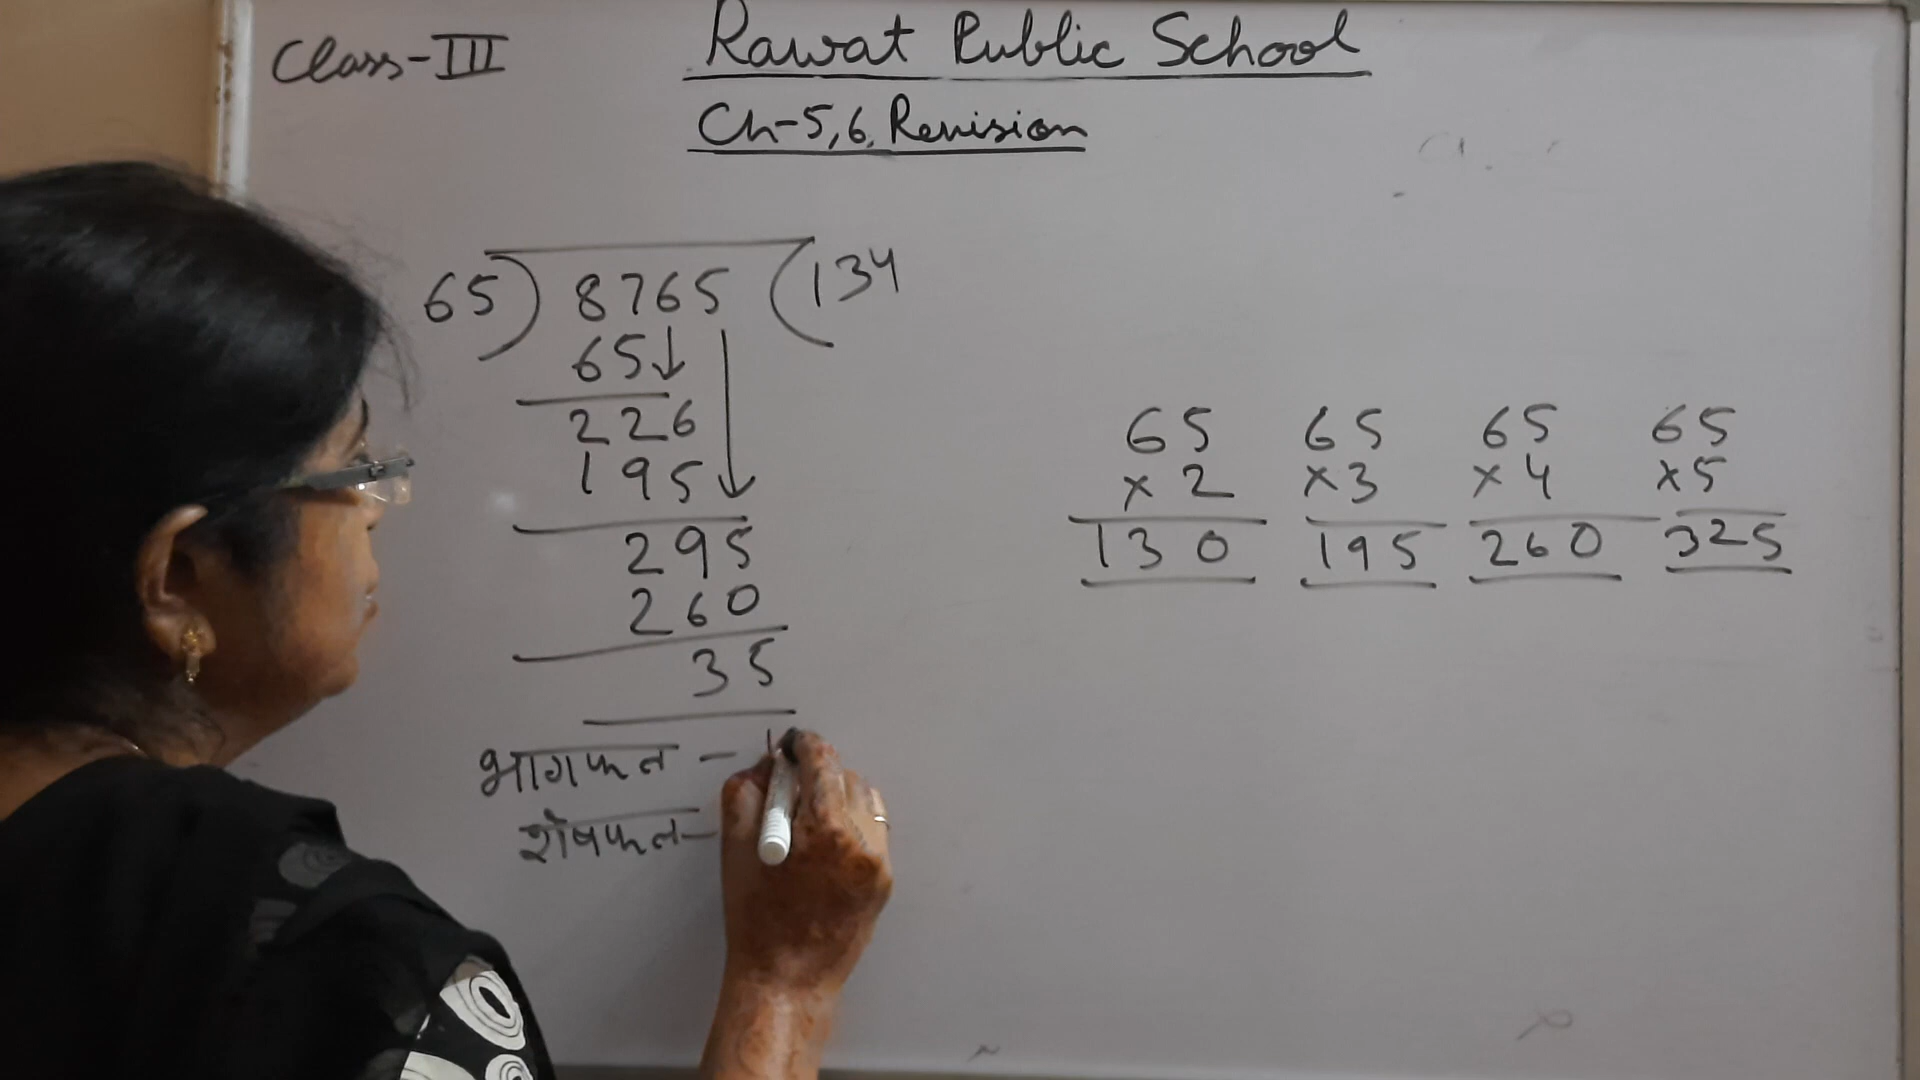 Class-III
Rawat Public School
Ch-5,6, Revision
65) 8765 (134
65↓
226
195
295
260
35
भागफल -
शेषफल-
65 65 65 65
×2 ×3 ×4 ×5
130 195 260 325